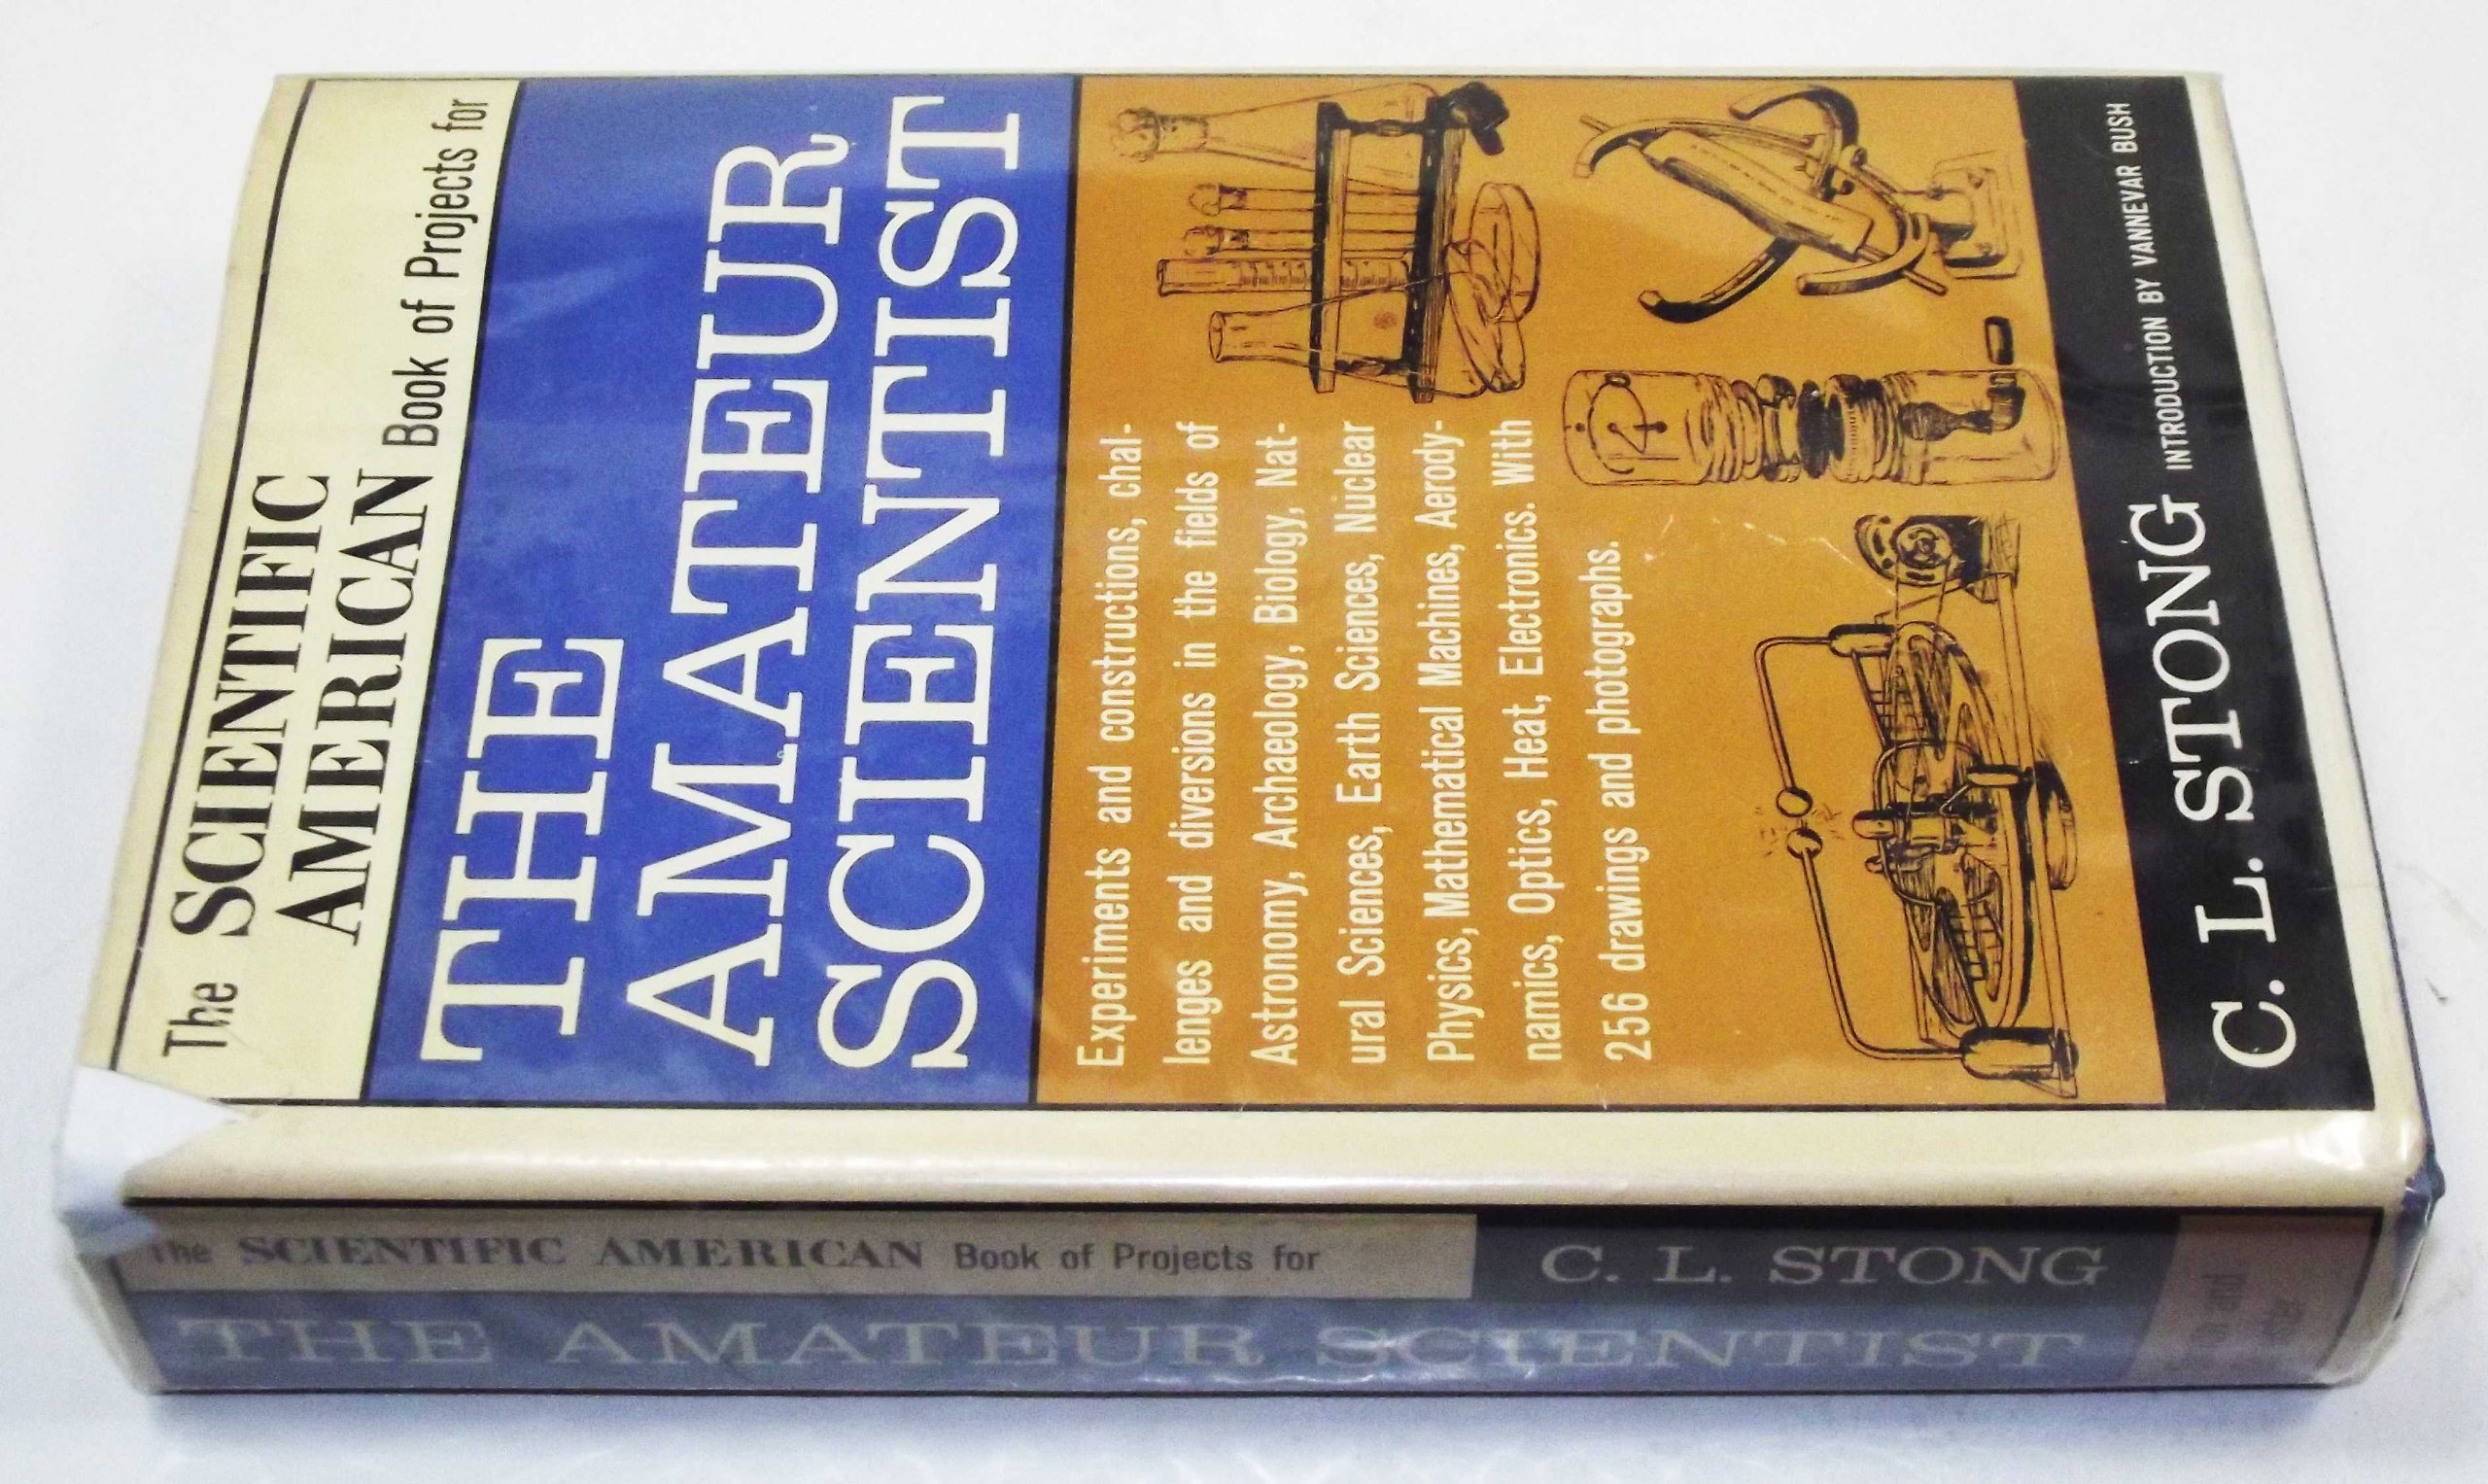 The SCIENTIFIC
AMERICAN Book of Projects for
THE
AMATEUR
SCIENTIST
Experiments and constructions, chal-
lenges and diversions in the fields of
Astronomy, Archaeology, Biology, Nat-
ural Sciences, Earth Sciences, Nuclear
Physics, Mathematical Machines, Aerody-
namics, Optics, Heat, Electronics. With
256 drawings and photographs.
C. L. STONG INTRODUCTION BY VANNEVAR BUSH
The SCIENTIFIC AMERICAN Book of Projects for
THE AMATEUR SCIENTIST
C. L. STONG
and